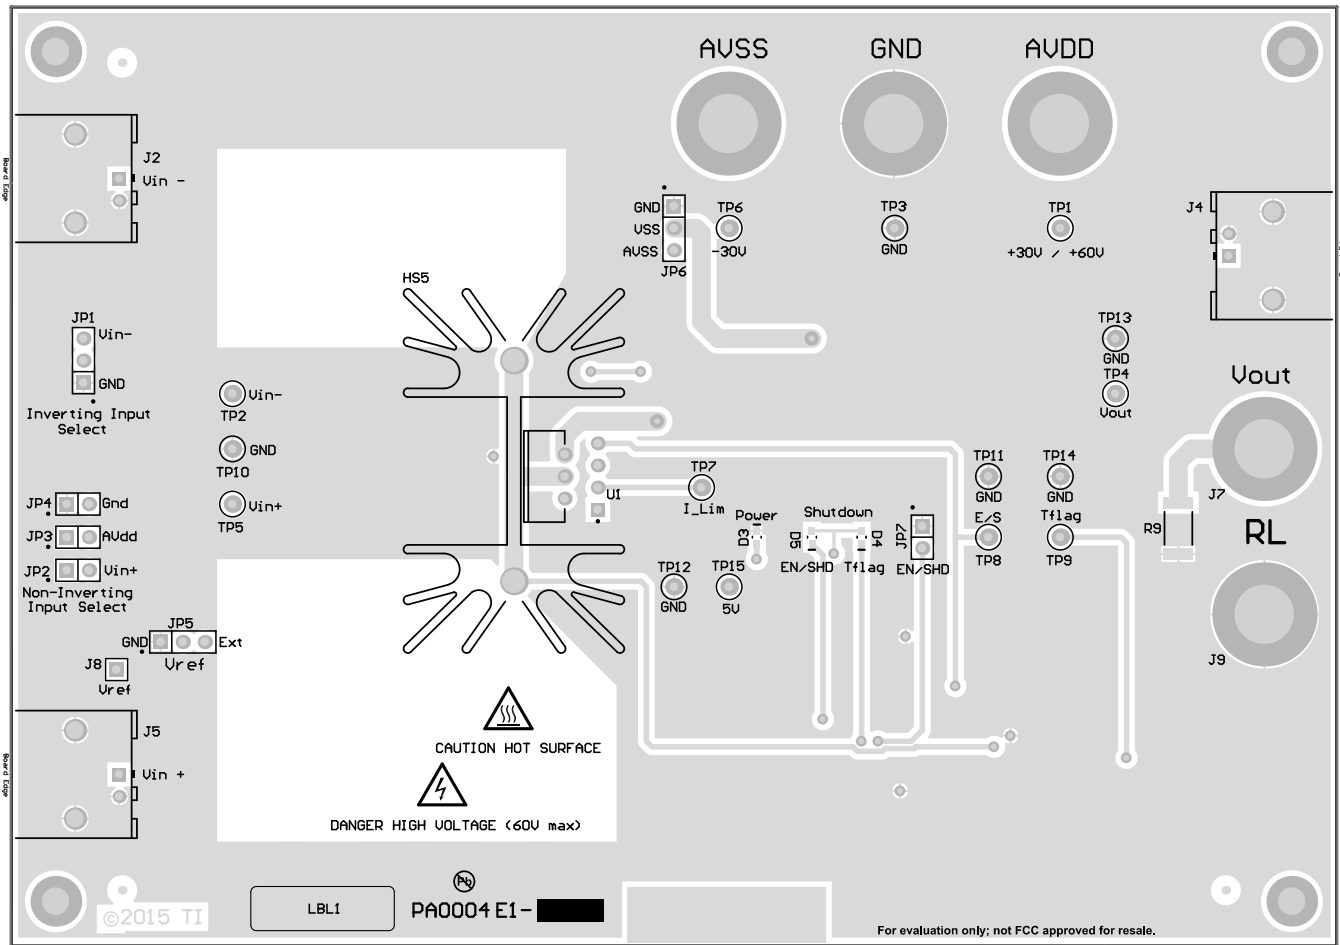 AVSS GND AVDD
Board Edge
J2
Vin -
GND
VSS
AVSS
JP6
TP6
-30V
TP3
GND
TP1
+30V / +60V
J4
HS5
JP1
Vin-
GND
Inverting Input
Select
TP13
GND
TP4
Vout
Vout
Vin-
TP2
GND
TP10
Vin+
TP5
TP7
I_Lim
U1
TP11
GND
TP14
GND
J7
JP4 Gnd
JP3 AVdd
JP2 Vin+
Non-Inverting
Input Select
Power
D3
Shutdown
D5
D4
EN/SHD Tflag
JP7
EN/SHD
E/S
TP8
Tflag
TP9
R9
RL
TP12
GND
TP15
5V
JP5
GND Ext
Vref
J8
Vref
J9
J5
Vin +
Board Edge
CAUTION HOT SURFACE
DANGER HIGH VOLTAGE (60V max)
Pb
©2015 TI
LBL1
PA0004 E1-
For evaluation only; not FCC approved for resale.